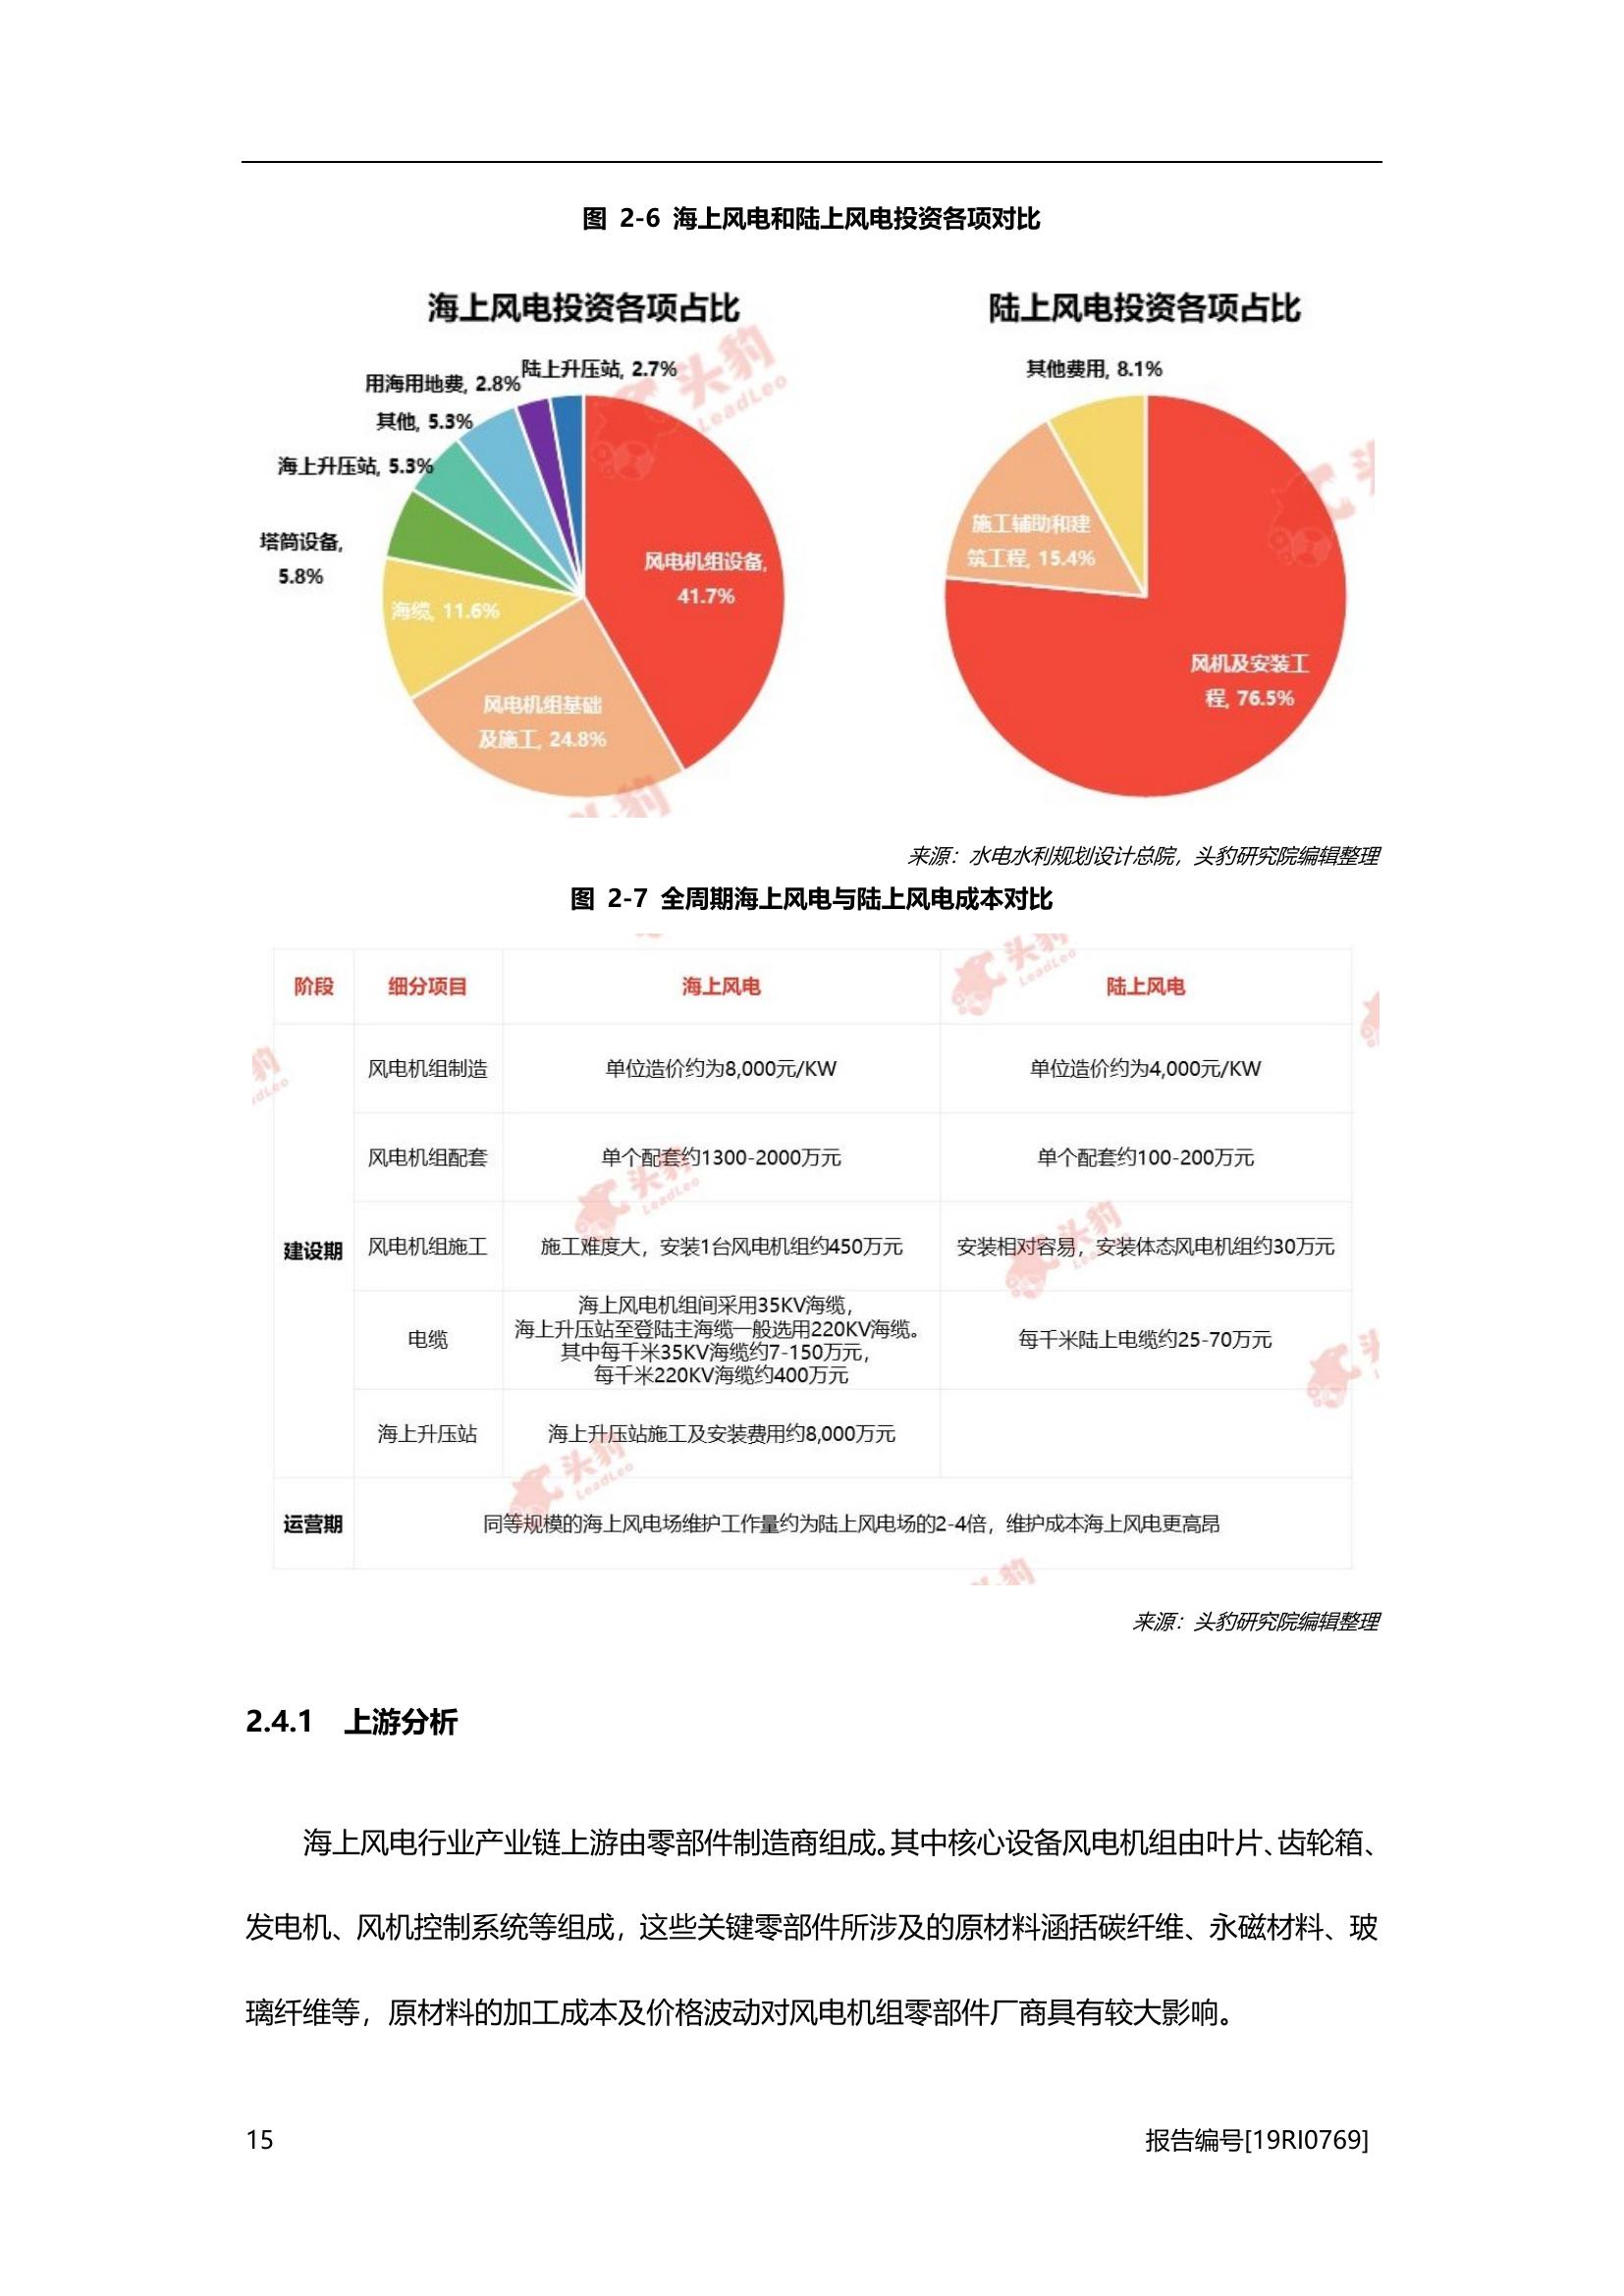 图 2-6 海上风电和陆上风电投资各项对比
海上风电投资各项占比
陆上升压站, 2.7%
用海用地费, 2.8%
其他, 5.3%
海上升压站, 5.3%
塔筒设备,
5.8%
海缆, 11.6%
风电机组基础
及施工, 24.8%
风电机组设备,
41.7%
陆上风电投资各项占比
其他费用, 8.1%
施工辅助和建
筑工程, 15.4%
风机及安装工
程, 76.5%
头豹
LeadLeo
来源：水电水利规划设计总院，头豹研究院编辑整理
图 2-7 全周期海上风电与陆上风电成本对比
阶段 细分项目 海上风电 陆上风电
建设期
风电机组制造 单位造价约为8,000元/KW 单位造价约为4,000元/KW
风电机组配套 单个配套约1300-2000万元 单个配套约100-200万元
风电机组施工 施工难度大，安装1台风电机组约450万元 安装相对容易，安装体态风电机组约30万元
电缆
海上风电机组间采用35KV海缆，
海上升压站至登陆主海缆一般选用220KV海缆。
其中每千米35KV海缆约7-150万元，
每千米220KV海缆约400万元
每千米陆上电缆约25-70万元
海上升压站 海上升压站施工及安装费用约8,000万元
运营期 同等规模的海上风电场维护工作量约为陆上风电场的2-4倍，维护成本海上风电更高昂
来源：头豹研究院编辑整理
2.4.1 上游分析
海上风电行业产业链上游由零部件制造商组成。其中核心设备风电机组由叶片、齿轮箱、
发电机、风机控制系统等组成，这些关键零部件所涉及的原材料涵括碳纤维、永磁材料、玻
璃纤维等，原材料的加工成本及价格波动对风电机组零部件厂商具有较大影响。
15 报告编号[19RI0769]